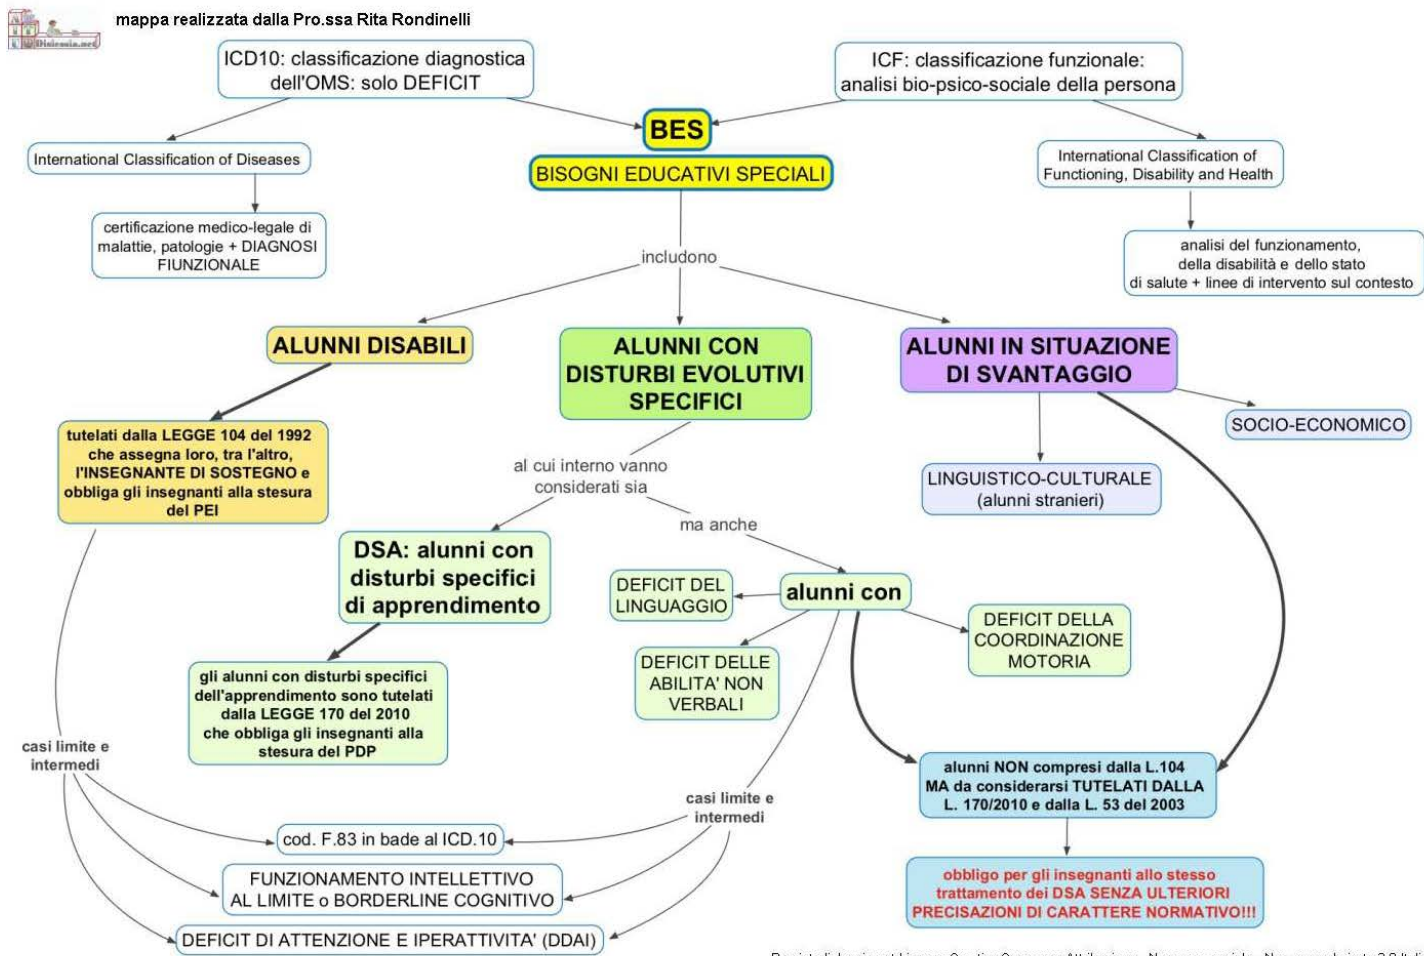 mappa realizzata dalla Pro.ssa Rita Rondinelli
Dislessia.net
ICD10: classificazione diagnostica
dell'OMS: solo DEFICIT
ICF: classificazione funzionale:
analisi bio-psico-sociale della persona
BES
International Classification of Diseases
BISOGNI EDUCATIVI SPECIALI
International Classification of
Functioning, Disability and Health
certificazione medico-legale di
malattie, patologie + DIAGNOSI
FIUNZIONALE
analisi del funzionamento,
della disabilità e dello stato
di salute + linee di intervento sul contesto
includono
ALUNNI DISABILI
ALUNNI CON
DISTURBI EVOLUTIVI
SPECIFICI
ALUNNI IN SITUAZIONE
DI SVANTAGGIO
tutelati dalla LEGGE 104 del 1992
che assegna loro, tra l'altro,
l'INSEGNANTE DI SOSTEGNO e
obbliga gli insegnanti alla stesura
del PEI
SOCIO-ECONOMICO
al cui interno vanno
considerati sia
LINGUISTICO-CULTURALE
(alunni stranieri)
ma anche
DSA: alunni con
disturbi specifici
di apprendimento
DEFICIT DEL
LINGUAGGIO
alunni con
DEFICIT DELLA
COORDINAZIONE
MOTORIA
DEFICIT DELLE
ABILITA' NON
VERBALI
gli alunni con disturbi specifici
dell'apprendimento sono tutelati
dalla LEGGE 170 del 2010
che obbliga gli insegnanti alla
stesura del PDP
casi limite e
intermedi
alunni NON compresi dalla L.104
MA da considerarsi TUTELATI DALLA
L. 170/2010 e dalla L. 53 del 2003
casi limite e
intermedi
cod. F.83 in bade al ICD.10
FUNZIONAMENTO INTELLETTIVO
AL LIMITE o BORDERLINE COGNITIVO
obbligo per gli insegnanti allo stesso
trattamento dei DSA SENZA ULTERIORI
PRECISAZIONI DI CARATTERE NORMATIVO!!!
DEFICIT DI ATTENZIONE E IPERATTIVITA' (DDAI)